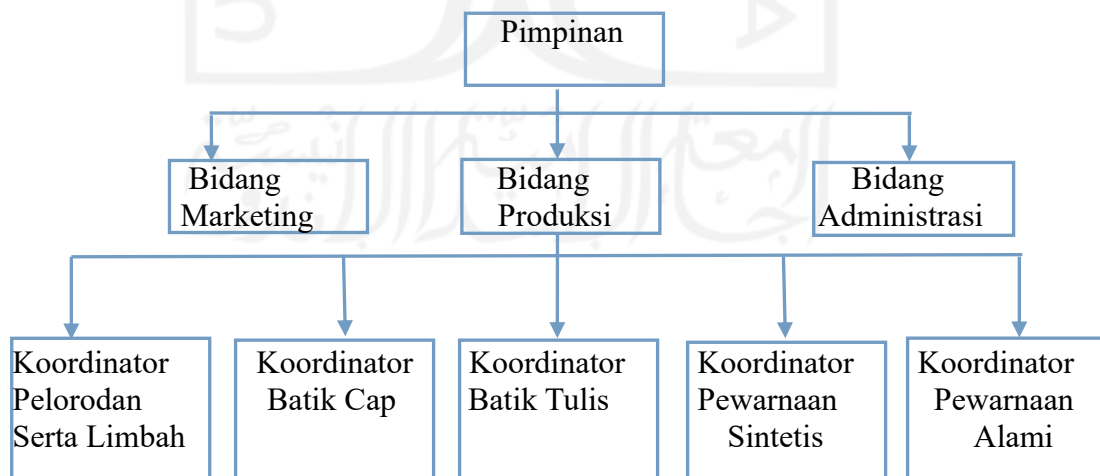 Pimpinan
Bidang
Marketing
Bidang
Produksi
Bidang
Administrasi
Koordinator
Pelorodan
Serta Limbah
Koordinator
Batik Cap
Koordinator
Batik Tulis
Koordinator
Pewarnaan
Sintetis
Koordinator
Pewarnaan
Alami